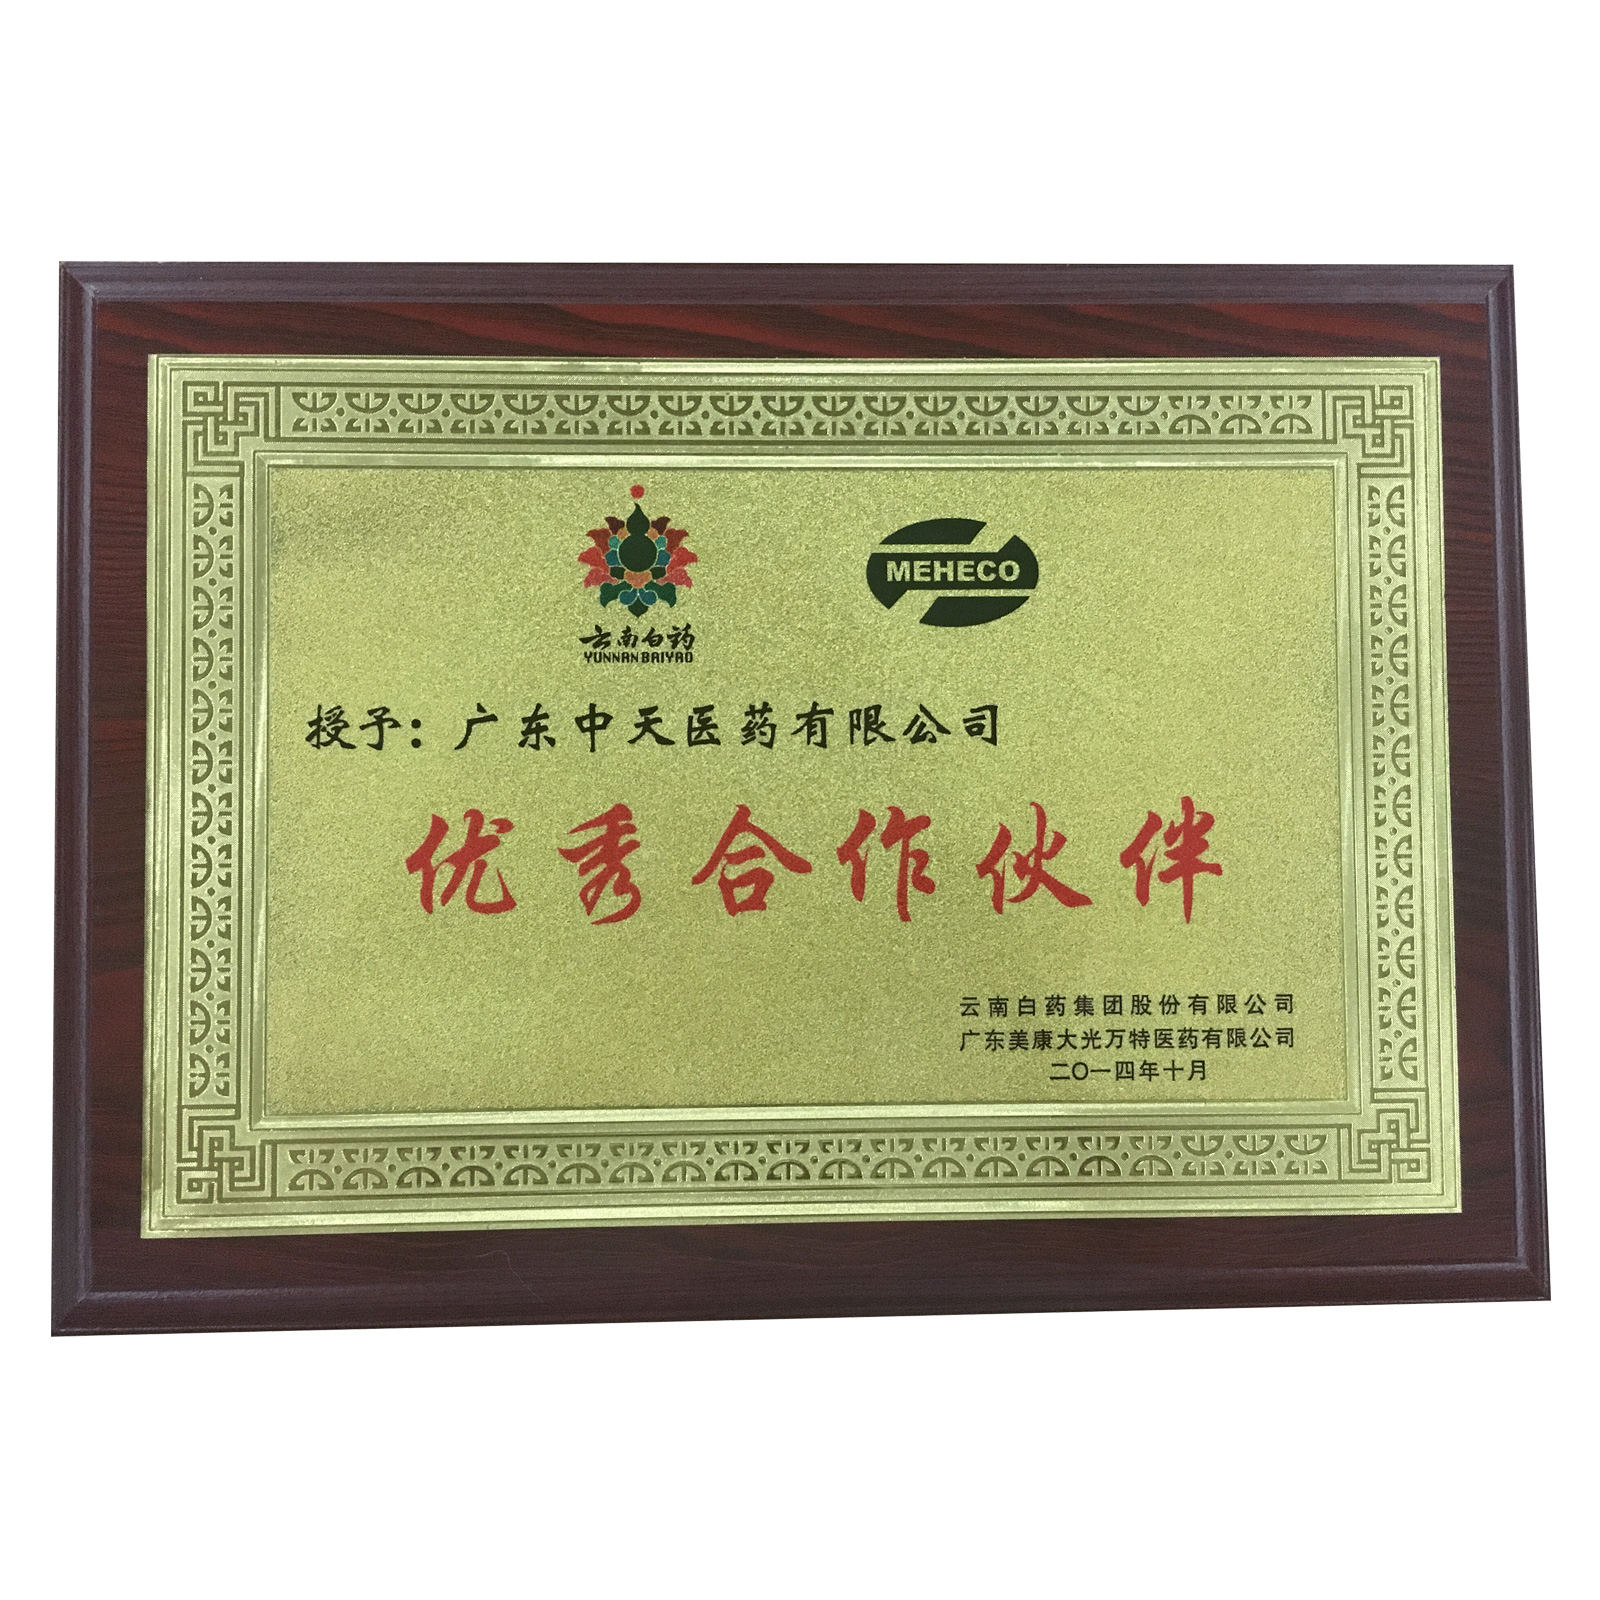 云南白药
YUNNAN BAIYAO
MEHECO
授予：广东中天医药有限公司
优秀合作伙伴
云南白药集团股份有限公司
广东美康大光万特医药有限公司
二〇一四年十月